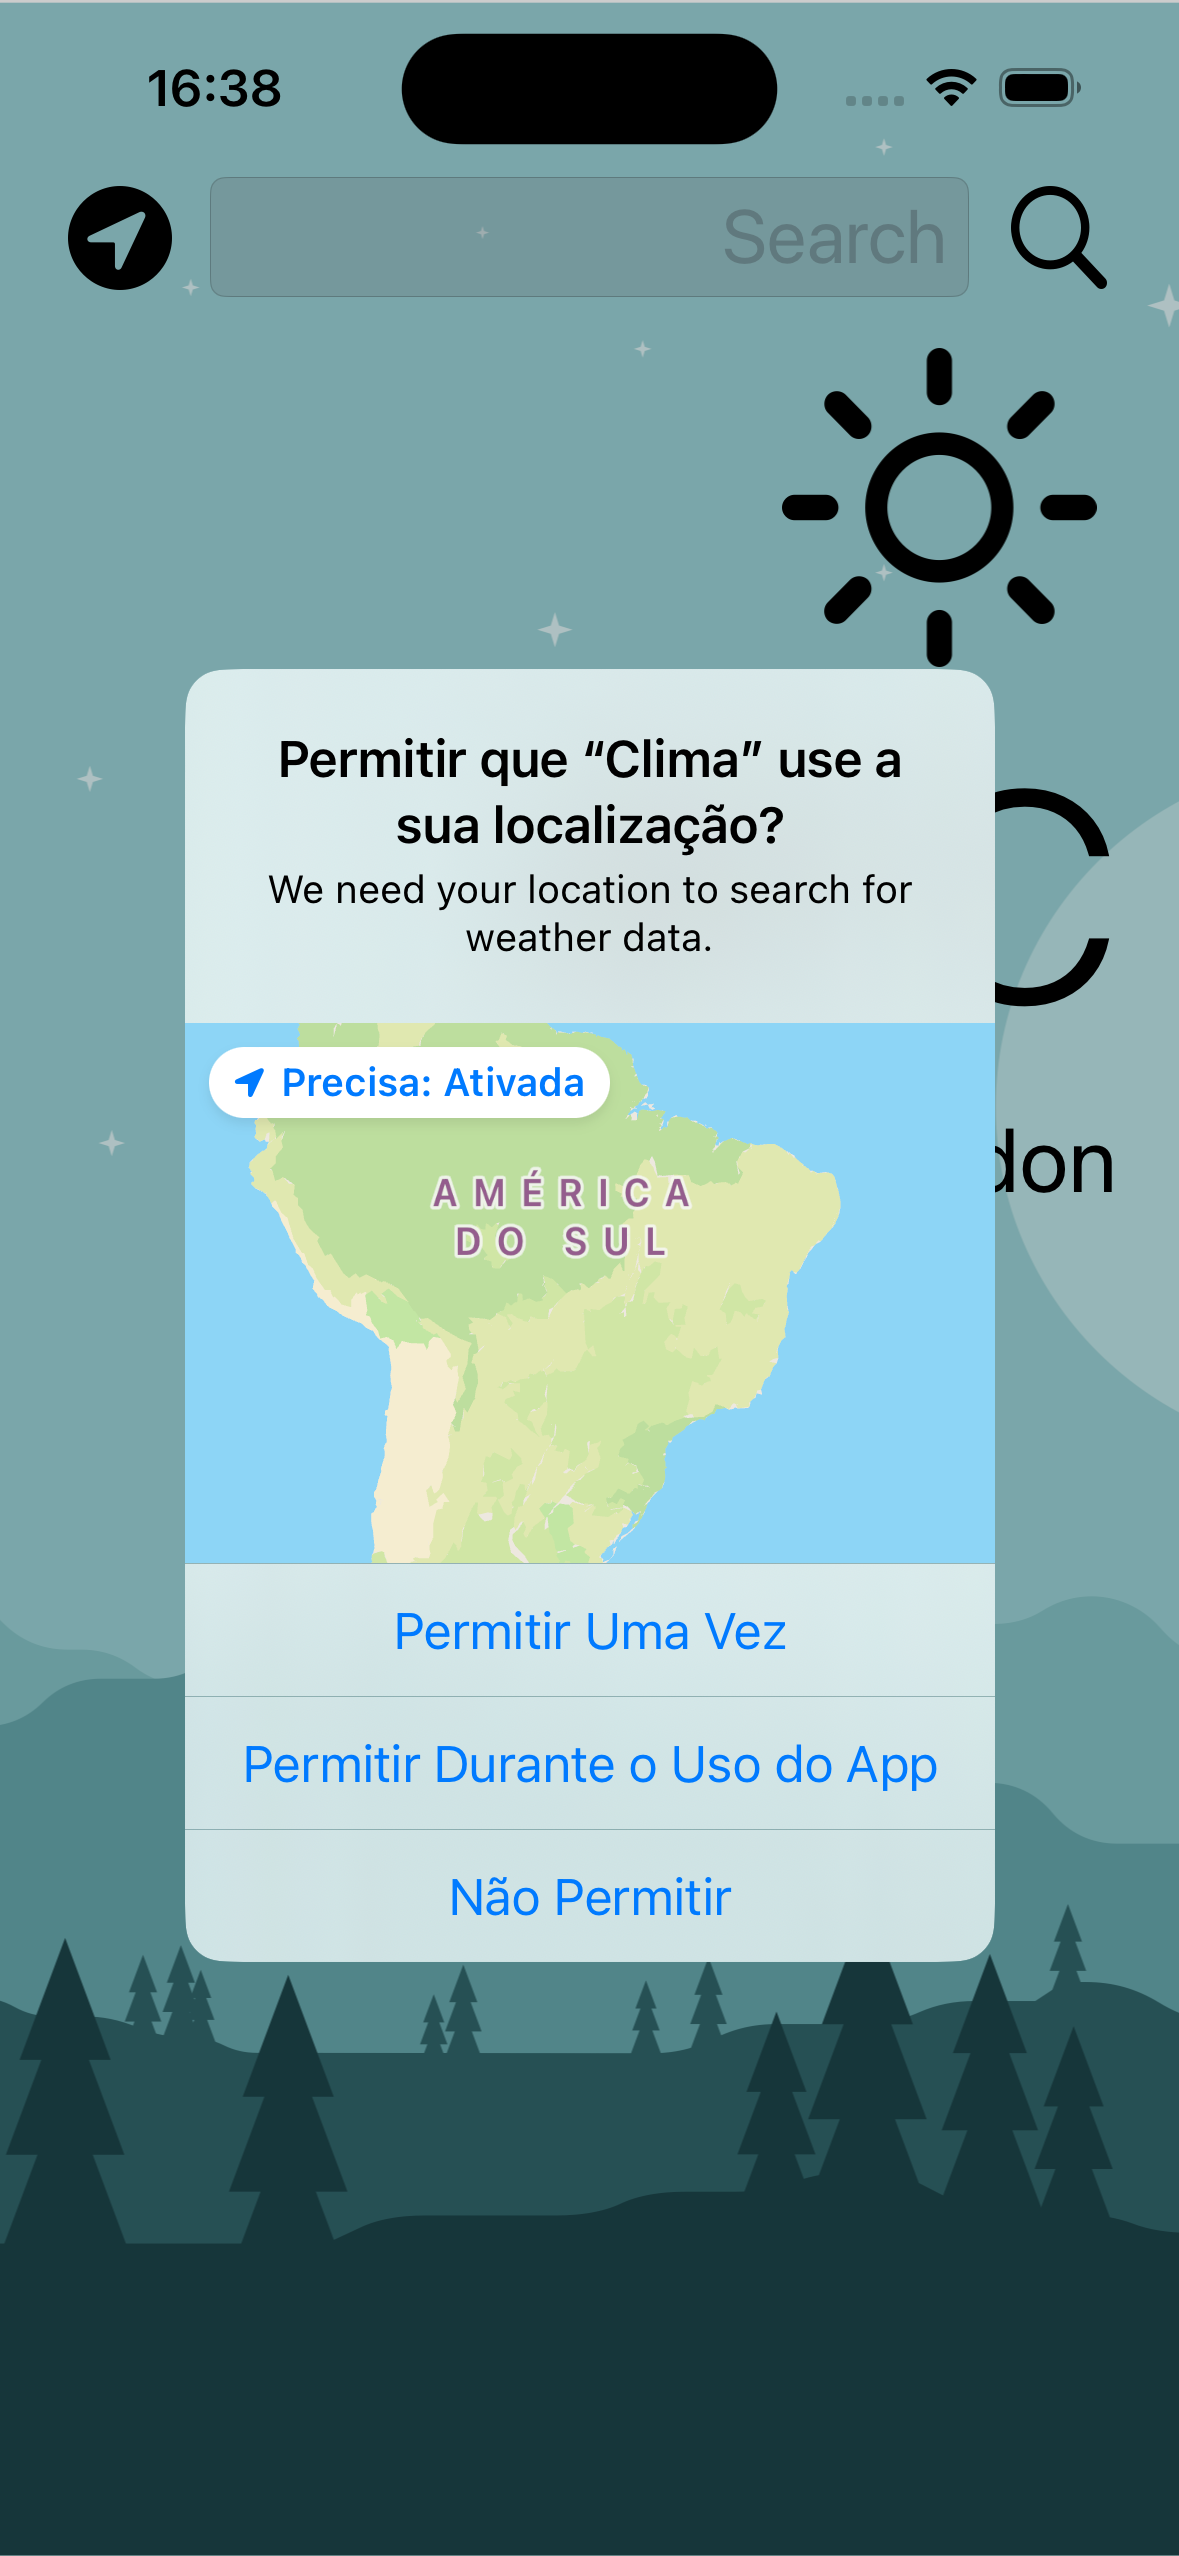 16:38
Search
Permitir que “Clima” use a
sua localização?
We need your location to search for
weather data.
C
don
Precisa: Ativada
AMÉRICA
DO SUL
Permitir Uma Vez
Permitir Durante o Uso do App
Não Permitir